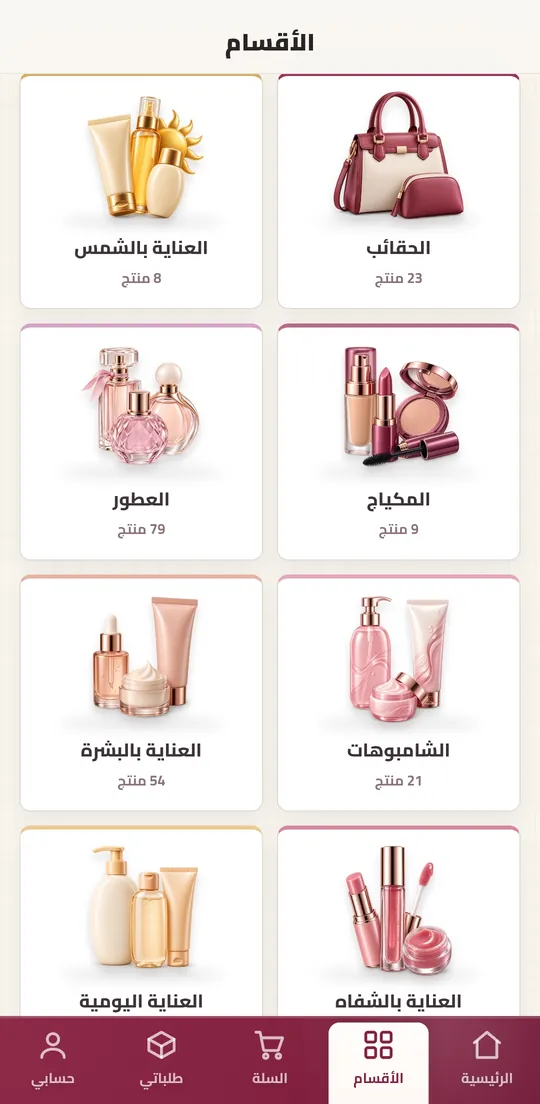 الأقسام
الحقائب
23 منتج
العناية بالشمس
8 منتج
المكياج
9 منتج
العطور
79 منتج
الشامبوهات
21 منتج
العناية بالبشرة
54 منتج
العناية بالشفاه
العناية اليومية
الرئيسية
الأقسام
السلة
طلباتي
حسابي